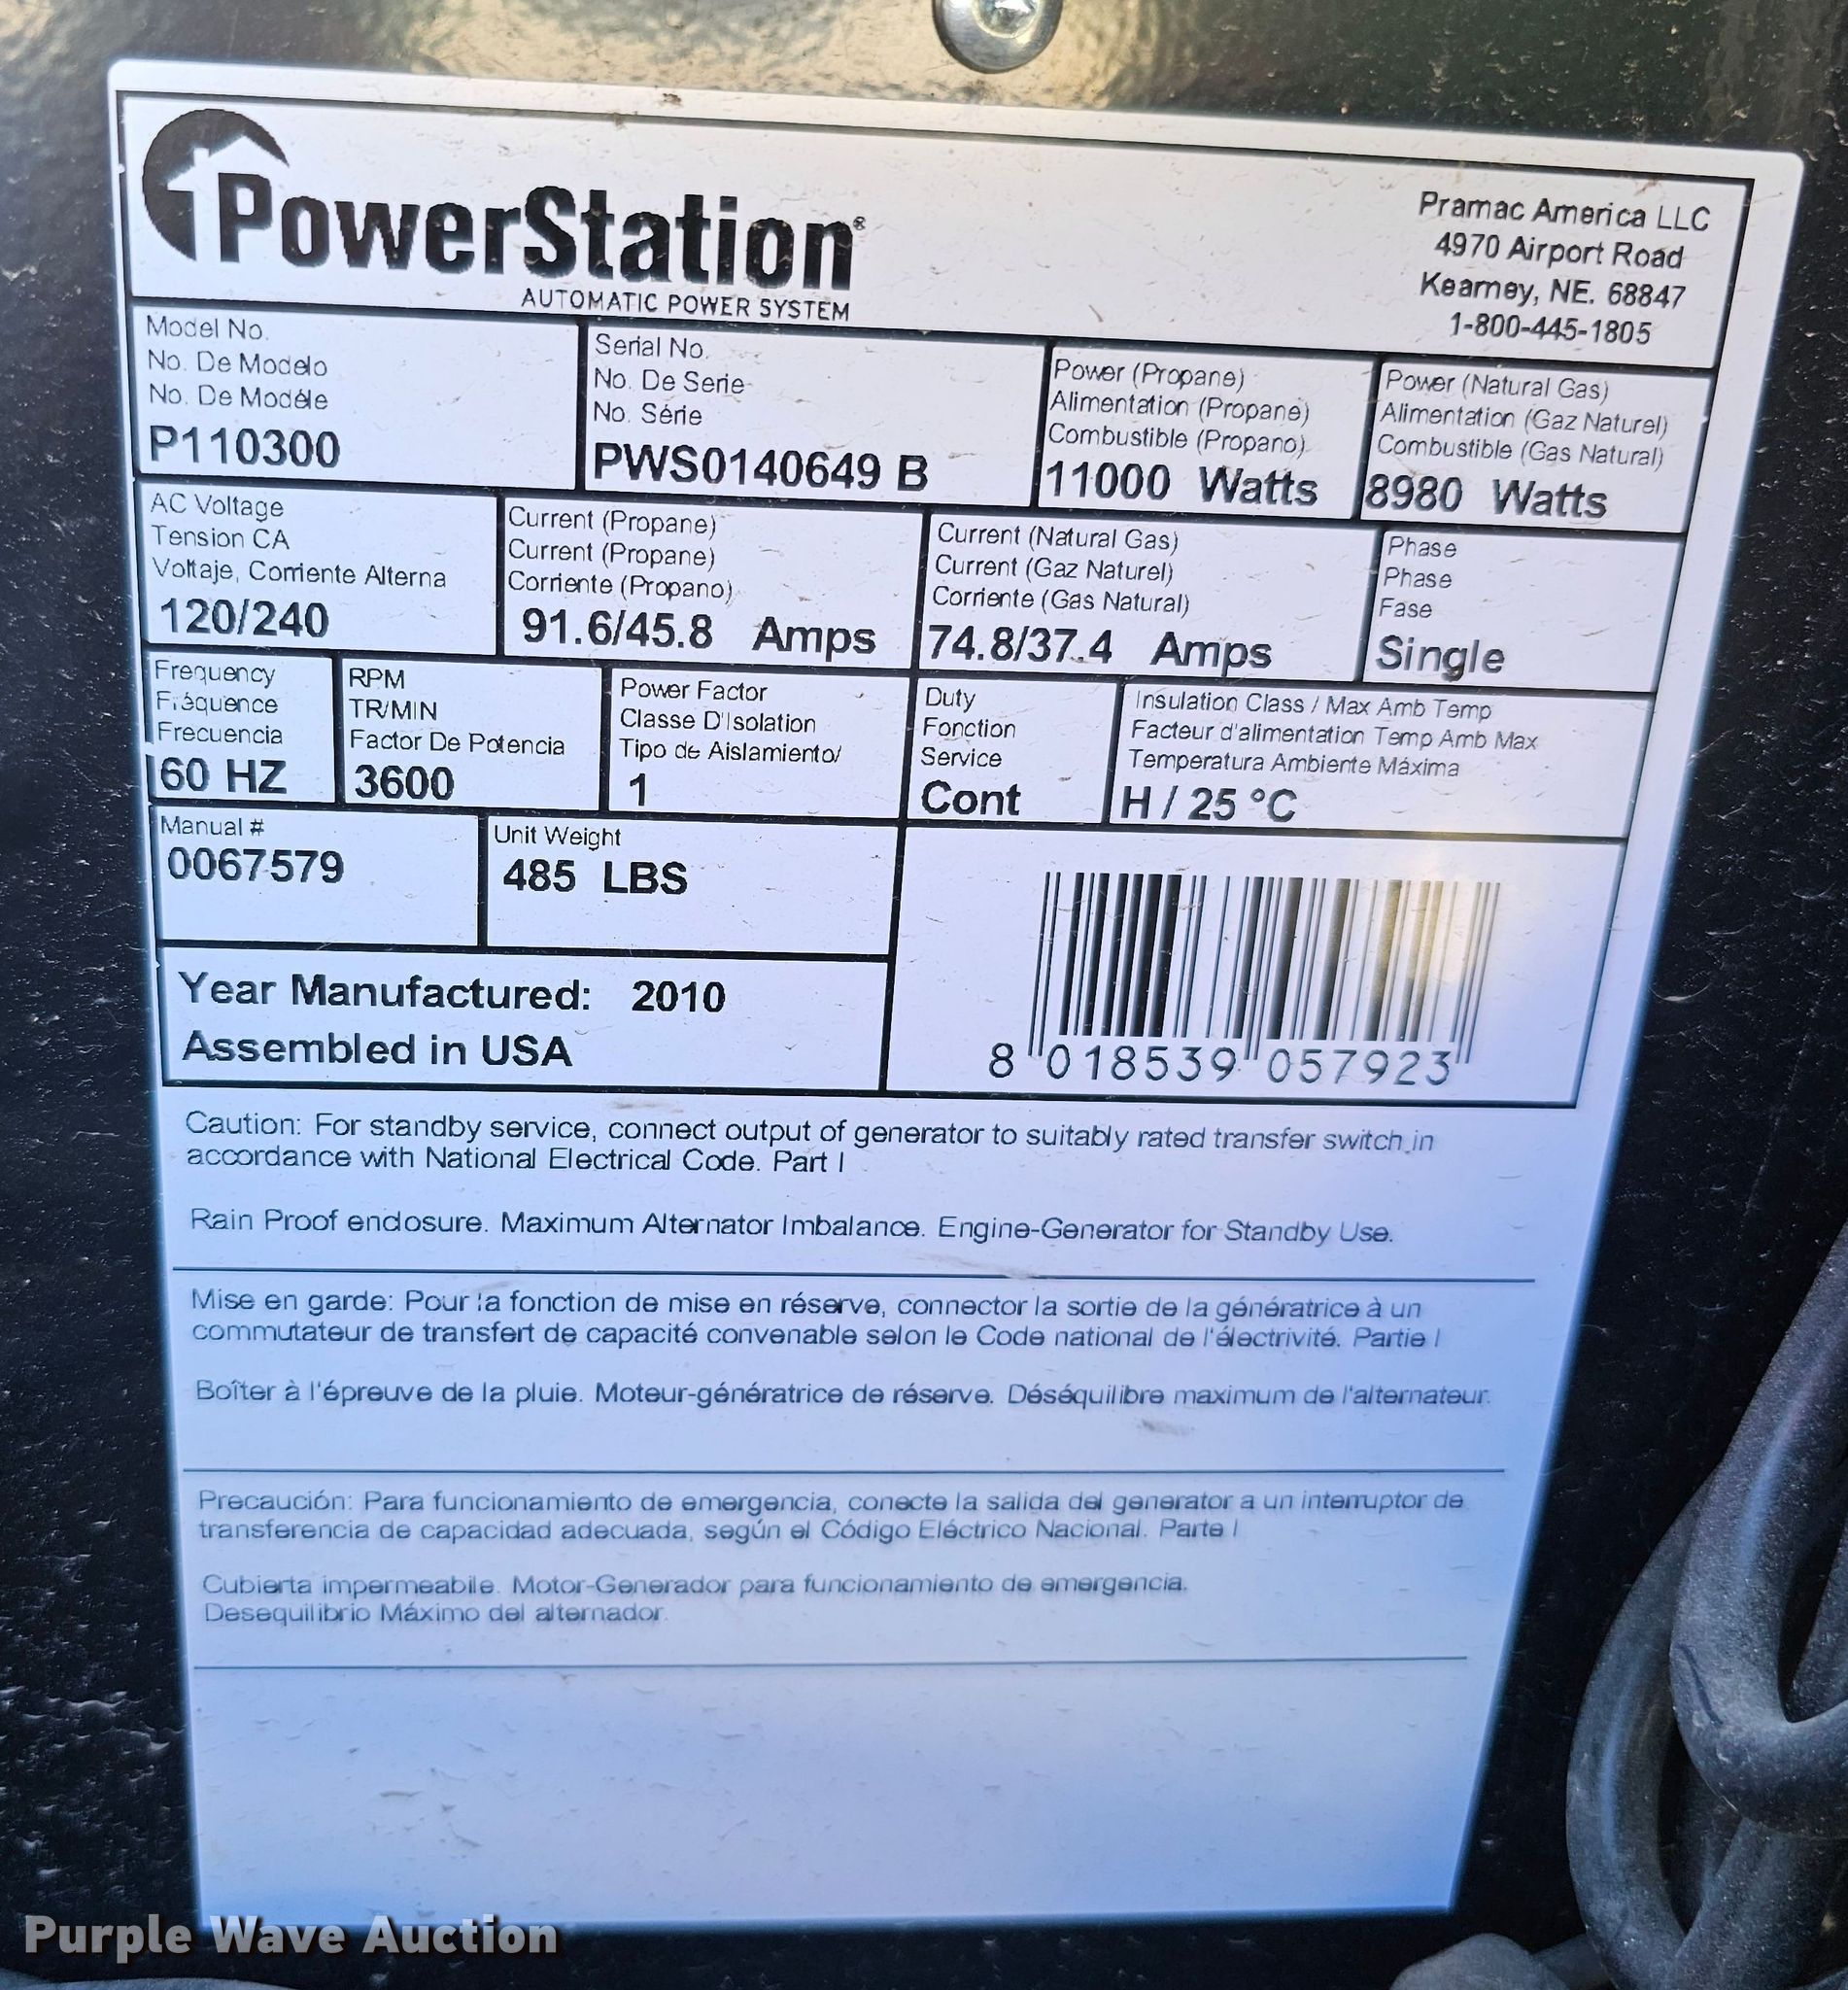 PowerStation®
AUTOMATIC POWER SYSTEM
Pramac America LLC
4970 Airport Road
Kearney, NE. 68847
1-800-445-1805
Model No.
No. De Modelo
No. De Modéle
P110300
Serial No.
No. De Serie
No. Série
PWS0140649 B
Power (Propane)
Alimentation (Propane)
Combustible (Propano)
11000 Watts
Power (Natural Gas)
Alimentation (Gaz Naturel)
Combustible (Gas Natural)
8980 Watts
AC Voltage
Tension CA
Voltaje, Corriente Alterna
120/240
Current (Propane)
Current (Propane)
Corriente (Propano)
91.6/45.8 Amps
Current (Natural Gas)
Current (Gaz Naturel)
Corriente (Gas Natural)
74.8/37.4 Amps
Phase
Phase
Fase
Single
Frequency
Fréquence
Frecuencia
60 HZ
RPM
TR/MIN
Factor De Potencia
3600
Power Factor
Classe D'Isolation
Tipo de Aislamiento/
1
Duty
Fonction
Service
Cont
Insulation Class / Max Amb Temp
Facteur d'alimentation Temp Amb Max
Temperatura Ambiente Máxima
H / 25 °C
Manual #
0067579
Unit Weight
485 LBS
Year Manufactured: 2010
Assembled in USA
8 018539 057923
Caution: For standby service, connect output of generator to suitably rated transfer switch in
accordance with National Electrical Code. Part I
Rain Proof enclosure. Maximum Alternator Imbalance. Engine-Generator for Standby Use.
Mise en garde: Pour la fonction de mise en réserve, connector la sortie de la génératrice à un
commutateur de transfert de capacité convenable selon le Code national de l'électrivité. Partie I
Boîter à l'épreuve de la pluie. Moteur-génératrice de réserve. Déséquilibre maximum de l'alternateur.
Precaución: Para funcionamiento de emergencia, conecte la salida del generator a un interruptor de
transferencia de capacidad adecuada, según el Código Eléctrico Nacional. Parte I
Cubierta impermeabile. Motor-Generador para funcionamiento de emergencia.
Desequilibrio Máximo del alternador.
Purple Wave Auction